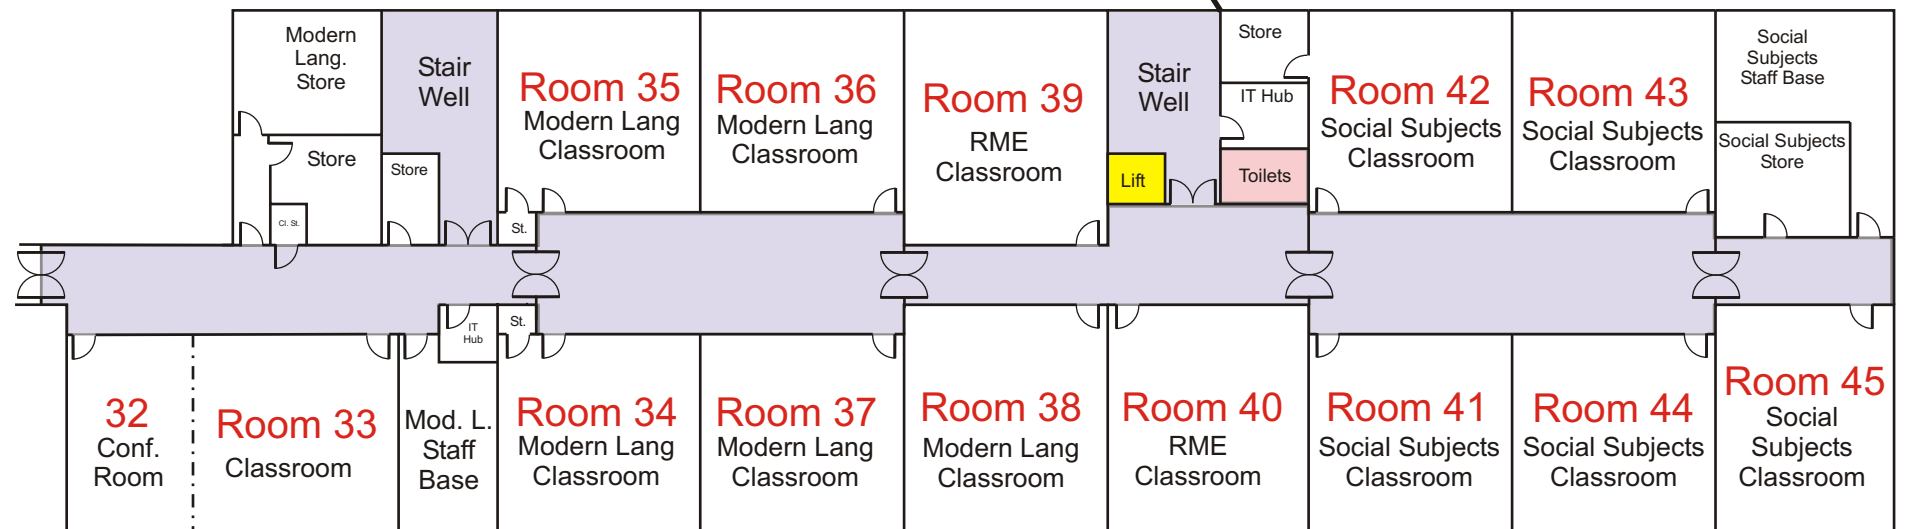 Modern
Lang.
Store
Stair
Well
Room 35
Modern Lang
Classroom
Room 36
Modern Lang
Classroom
Room 39
RME
Classroom
Stair
Well
Store
IT Hub
Toilets
Lift
Room 42
Social Subjects
Classroom
Room 43
Social Subjects
Classroom
Social
Subjects
Staff Base
Social Subjects
Store
Store
Store
Cl. St.
St.
St.
IT
Hub
32
Conf.
Room
Room 33
Classroom
Mod. L.
Staff
Base
Room 34
Modern Lang
Classroom
Room 37
Modern Lang
Classroom
Room 38
Modern Lang
Classroom
Room 40
RME
Classroom
Room 41
Social Subjects
Classroom
Room 44
Social Subjects
Classroom
Room 45
Social
Subjects
Classroom